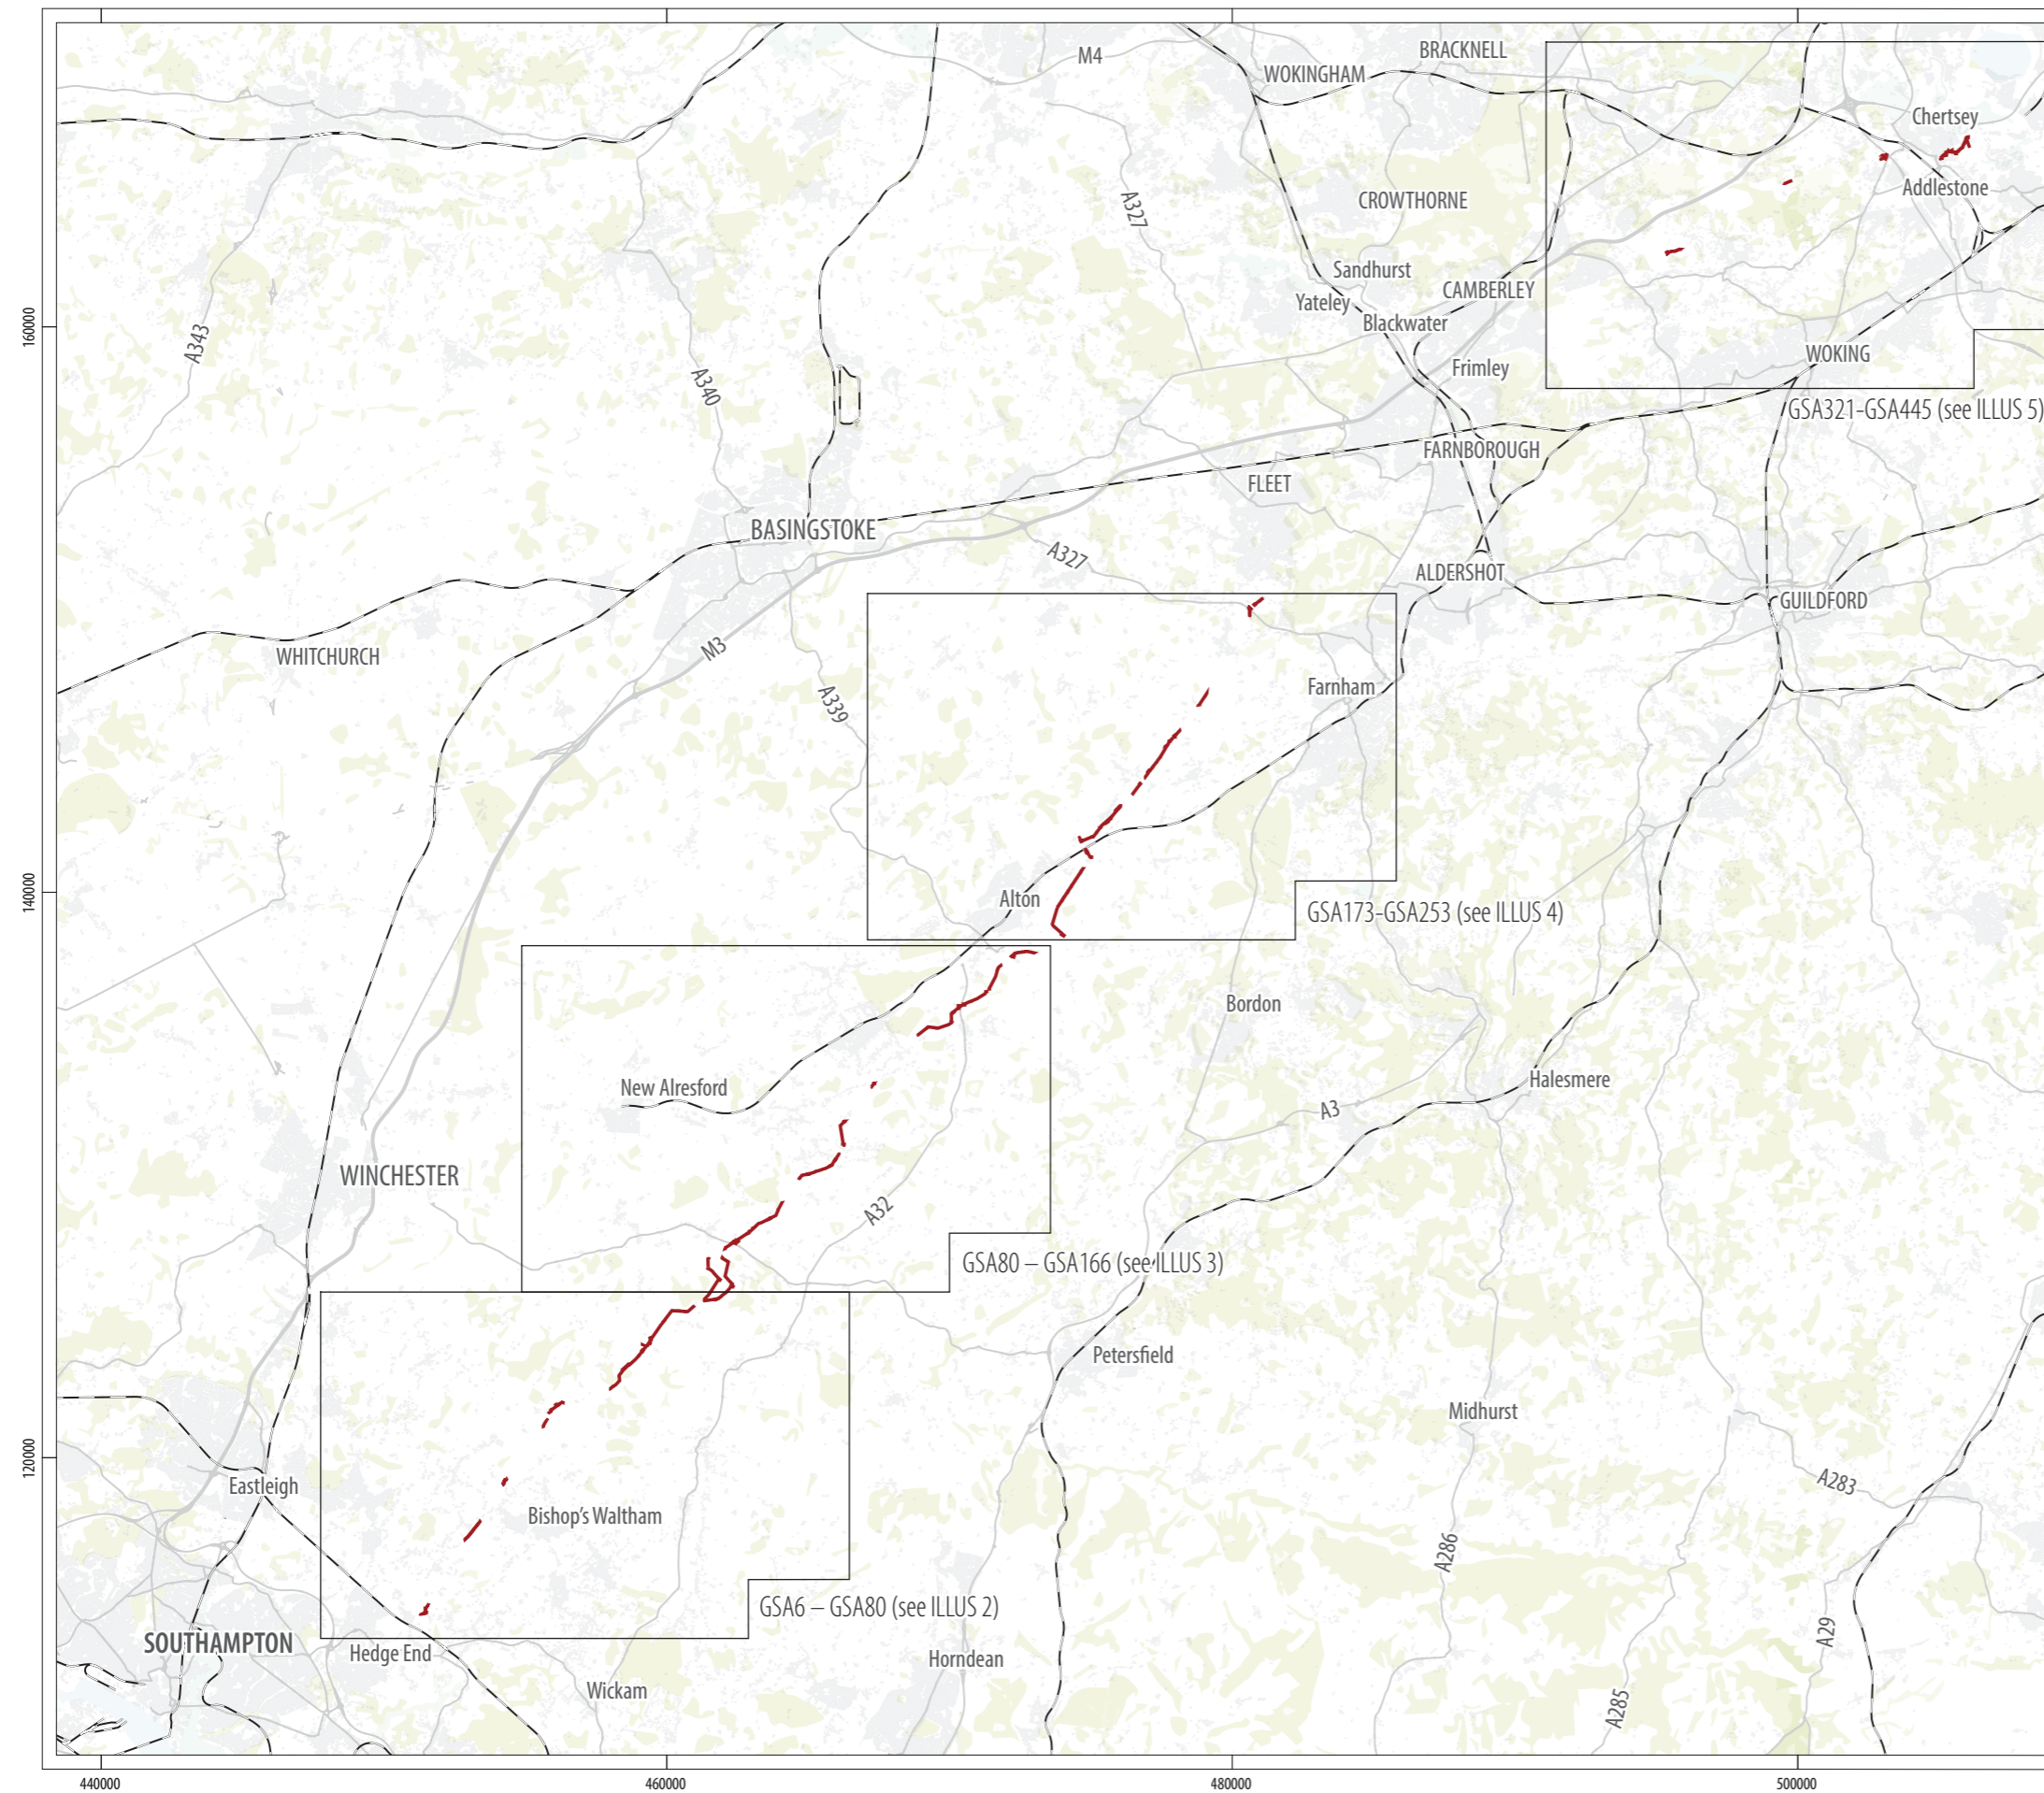 M4
BRACKNELL
WOKINGHAM
Chertsey
A327
CROWTHORNE
Addlestone
Sandhurst
CAMBERLEY
Yateley
Blackwater
160000
A343
WOKING
Frimley
A340
GSA321-GSA445 (see ILLUS 5)
FARNBOROUGH
FLEET
BASINGSTOKE
A327
ALDERSHOT
GUILDFORD
M3
WHITCHURCH
Farnham
A339
140000
Alton
GSA173-GSA253 (see ILLUS 4)
Bordon
New Alresford
Halesmere
A3
WINCHESTER
A32
GSA80 – GSA166 (see ILLUS 3)
Petersfield
Midhurst
120000
A283
Eastleigh
Bishop's Waltham
A286
GSA6 – GSA80 (see ILLUS 2)
A29
SOUTHAMPTON
Hedge End
Horndean
Wickam
A285
440000
460000
480000
500000